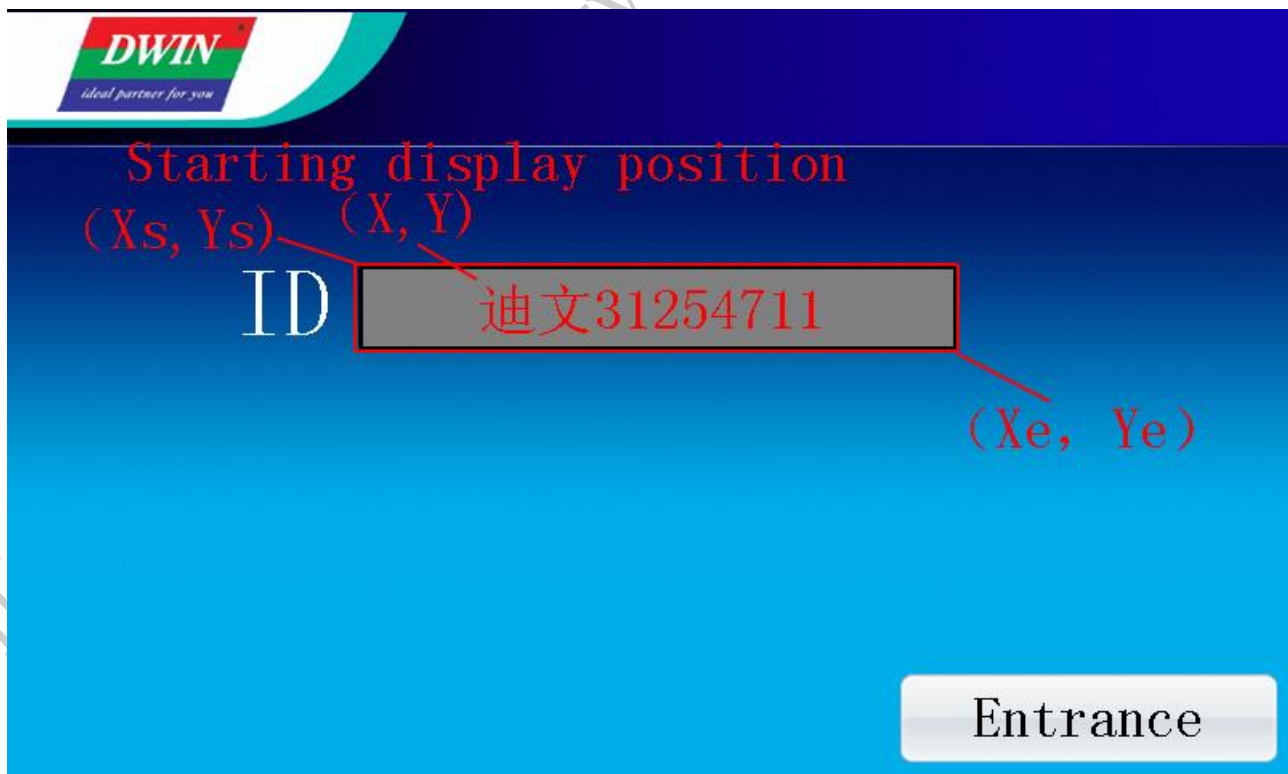 DWIN
ideal partner for you
Starting display position
(Xs, Ys)
(X, Y)
ID
迪文31254711
(Xe, Ye)
Entrance